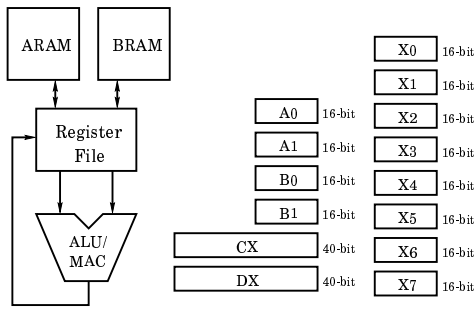 ARAM
BRAM
Register
File
ALU/
MAC
A0 16-bit
A1 16-bit
B0 16-bit
B1 16-bit
CX 40-bit
DX 40-bit
X0 16-bit
X1 16-bit
X2 16-bit
X3 16-bit
X4 16-bit
X5 16-bit
X6 16-bit
X7 16-bit